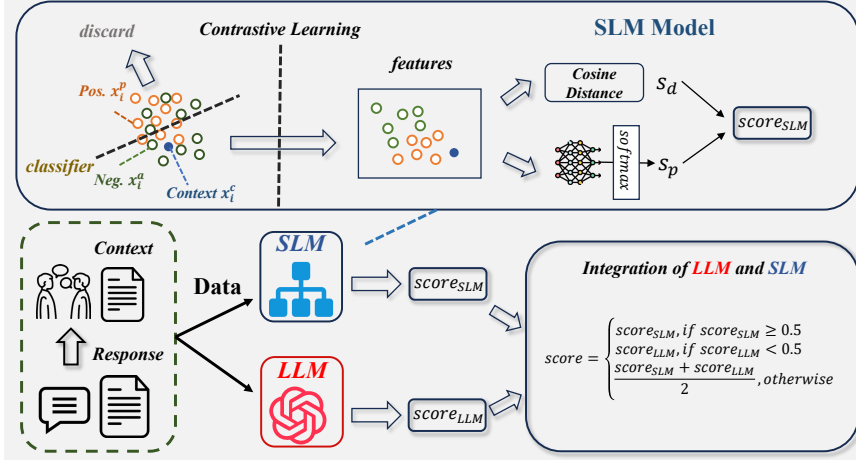 discard
Contrastive Learning
SLM Model
Pos. x_i^p
features
Cosine
Distance
s_d
score_SLM
classifier
Neg. x_i^a
Context x_i^c
softmax
s_p
Context
Response
Data
SLM
score_SLM
LLM
score_LLM
Integration of LLM and SLM
score = { score_SLM, if score_SLM ≥ 0.5
score_LLM, if score_LLM < 0.5
score_SLM + score_LLM
2
, otherwise